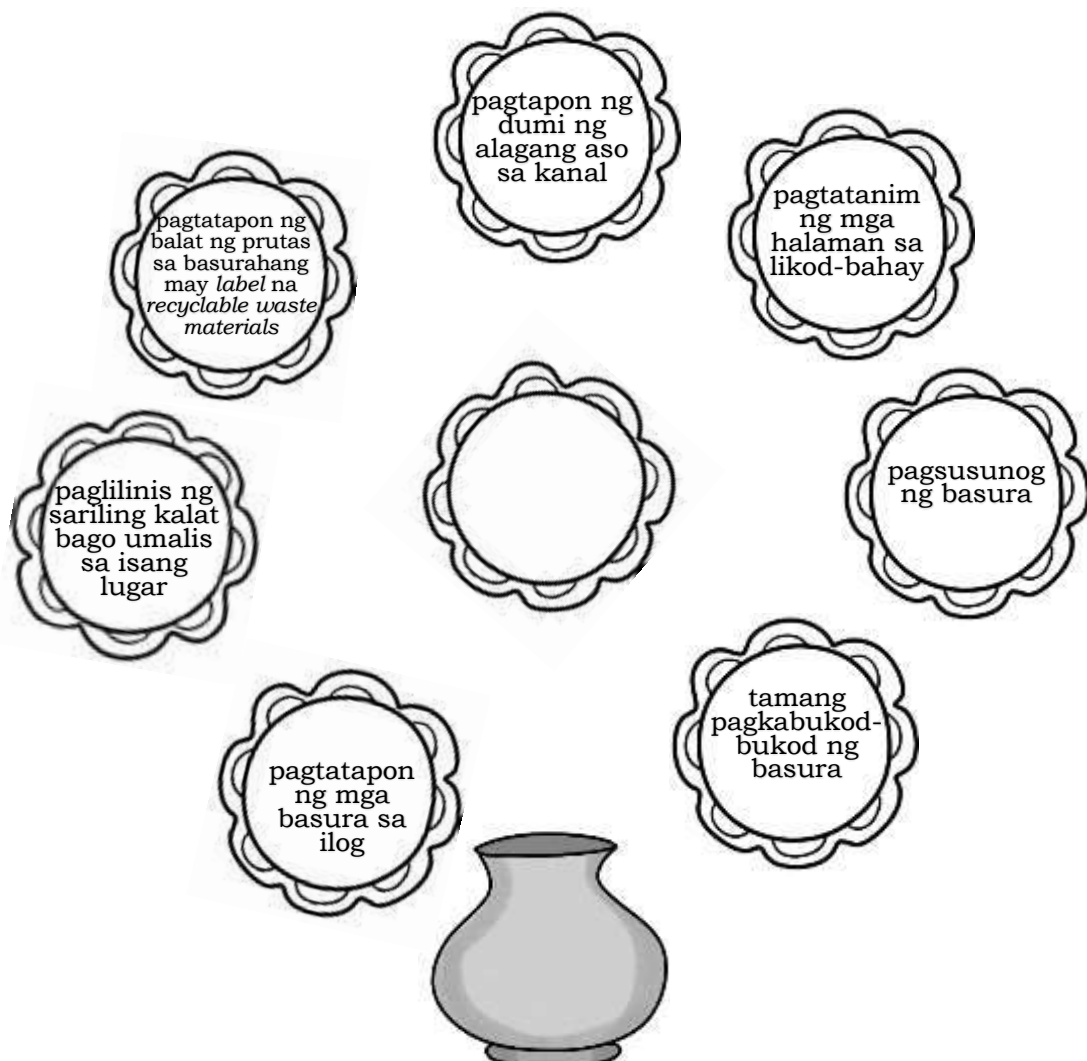 pagtapon ng
dumi ng
alagang aso
sa kanal
pagtatanim
ng mga
halaman sa
likod-bahay
pagtatapon ng
balat ng prutas
sa basurahang
may label na
recyclable waste
materials
pagsusunog
ng basura
paglilinis ng
sariling kalat
bago umalis
sa isang
lugar
tamang
pagkabukod-
bukod ng
basura
pagtatapon
ng mga
basura sa
ilog